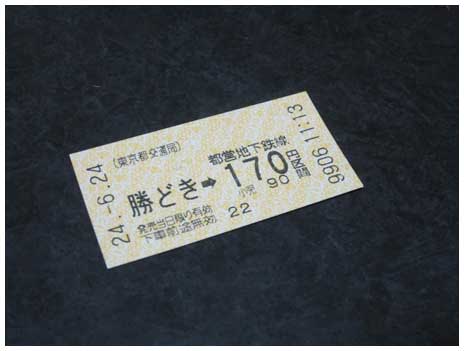 24.-6.24
(東京都交通局)
都営地下鉄線
勝どき➡170円区間
小児 90
発売当日限り有効
22
下車前途無効
9906 11:13